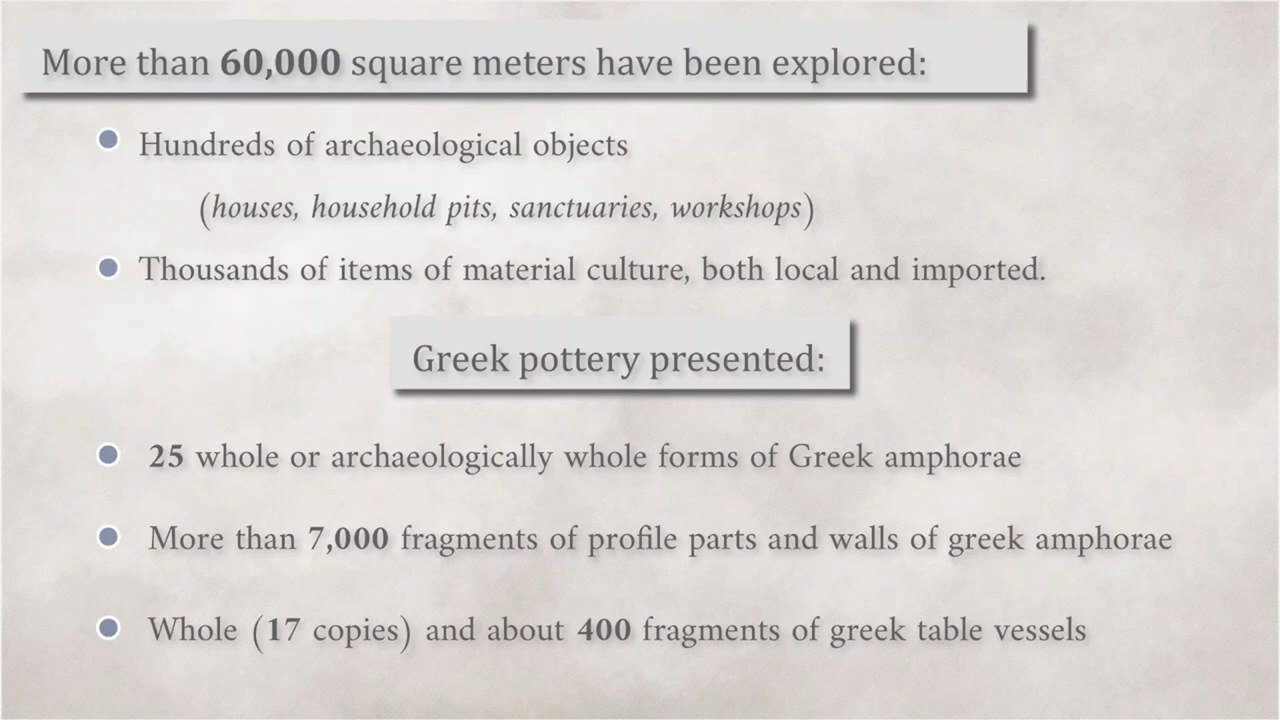 More than 60,000 square meters have been explored:
Hundreds of archaeological objects
(houses, household pits, sanctuaries, workshops)
Thousands of items of material culture, both local and imported.
Greek pottery presented:
25 whole or archaeologically whole forms of Greek amphorae
More than 7,000 fragments of profile parts and walls of greek amphorae
Whole (17 copies) and about 400 fragments of greek table vessels